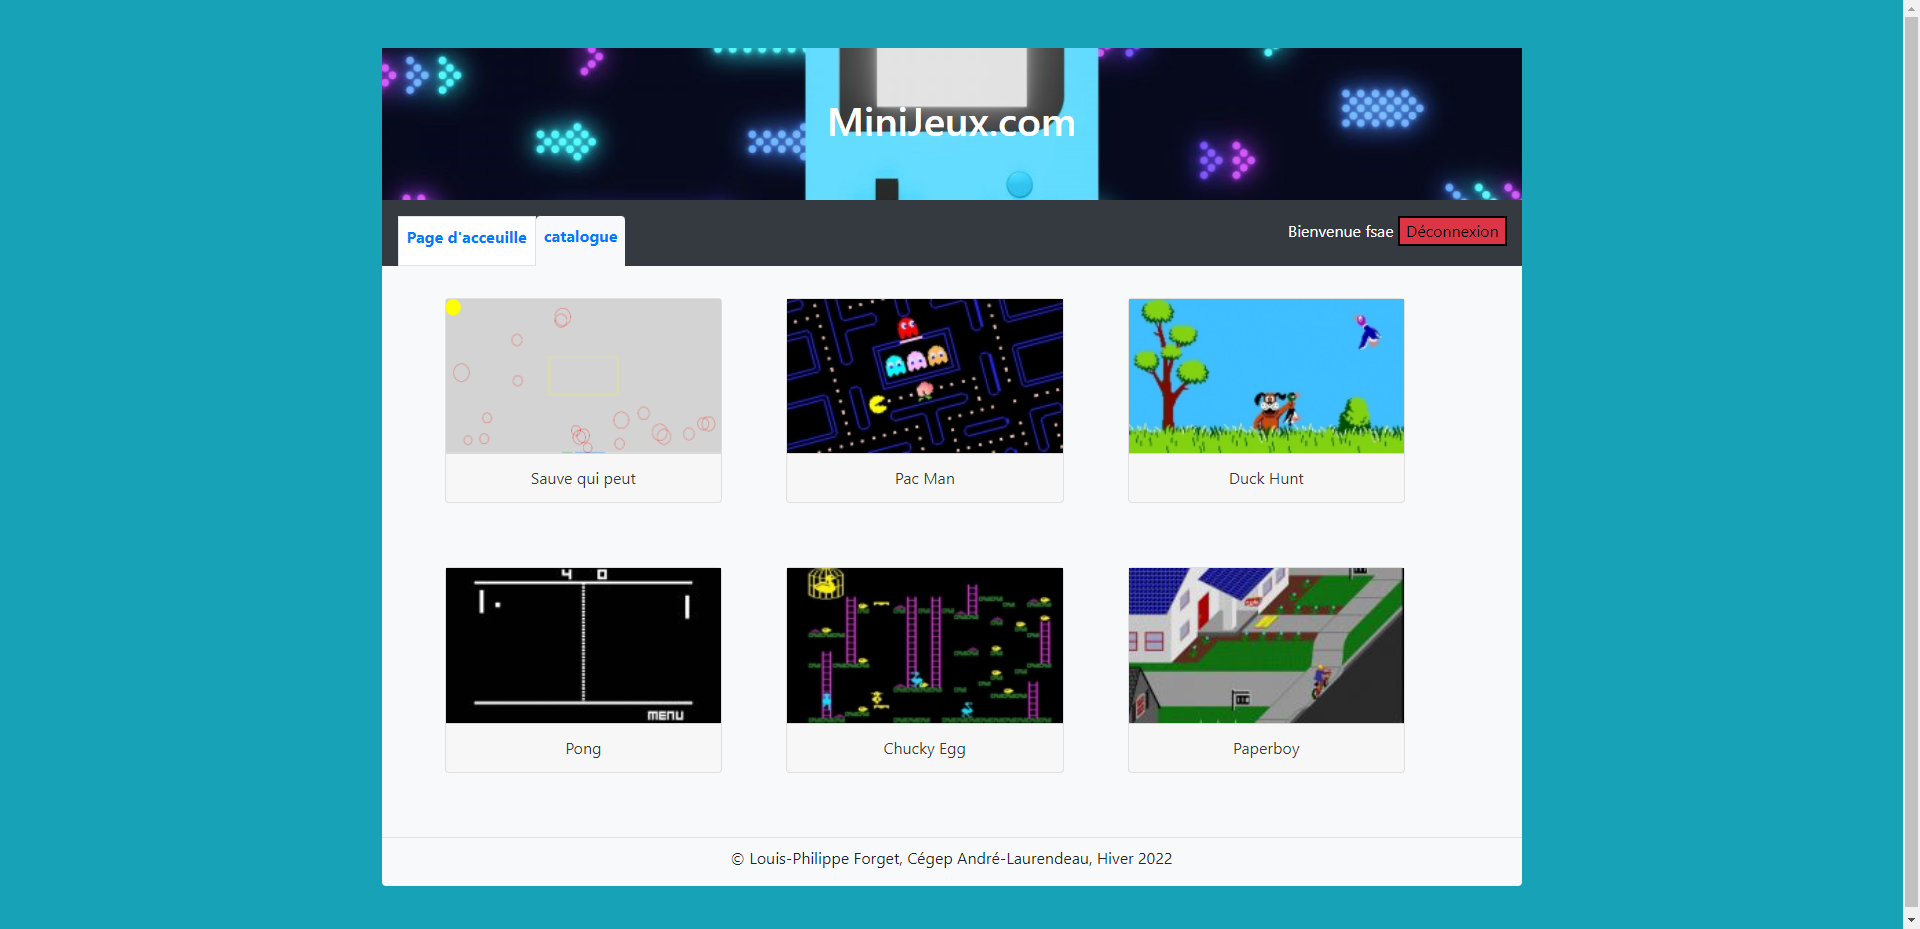 MiniJeux.com
Page d'acceuille
catalogue
Bienvenue fsae
Déconnexion
Sauve qui peut
Pac Man
Duck Hunt
4 0
MENU
Pong
Chucky Egg
Paperboy
© Louis-Philippe Forget, Cégep André-Laurendeau, Hiver 2022